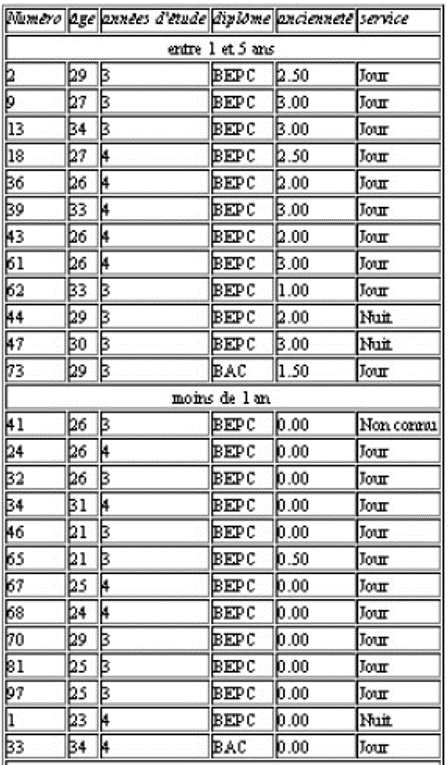 Numéro age années d'étude diplôme ancienneté service
entre 1 et 5 ans
2 29 3 BEPC 2.50 Jour
9 27 3 BEPC 3.00 Jour
13 34 3 BEPC 3.00 Jour
18 27 4 BEPC 2.50 Jour
36 26 4 BEPC 2.00 Jour
39 33 4 BEPC 3.00 Jour
43 26 4 BEPC 2.00 Jour
61 26 4 BEPC 3.00 Jour
62 33 3 BEPC 1.00 Jour
44 29 3 BEPC 2.00 Nuit
47 30 3 BEPC 3.00 Nuit
73 29 3 BAC 1.50 Jour
moins de 1 an
41 26 3 BEPC 0.00 Non connu
24 26 4 BEPC 0.00 Jour
32 26 3 BEPC 0.00 Jour
34 31 4 BEPC 0.00 Jour
46 21 3 BEPC 0.00 Jour
65 21 3 BEPC 0.50 Jour
67 25 4 BEPC 0.00 Jour
68 24 4 BEPC 0.00 Jour
70 29 3 BEPC 0.00 Jour
81 25 3 BEPC 0.00 Jour
97 25 3 BEPC 0.00 Jour
1 23 4 BEPC 0.00 Nuit
33 34 4 BAC 0.00 Jour